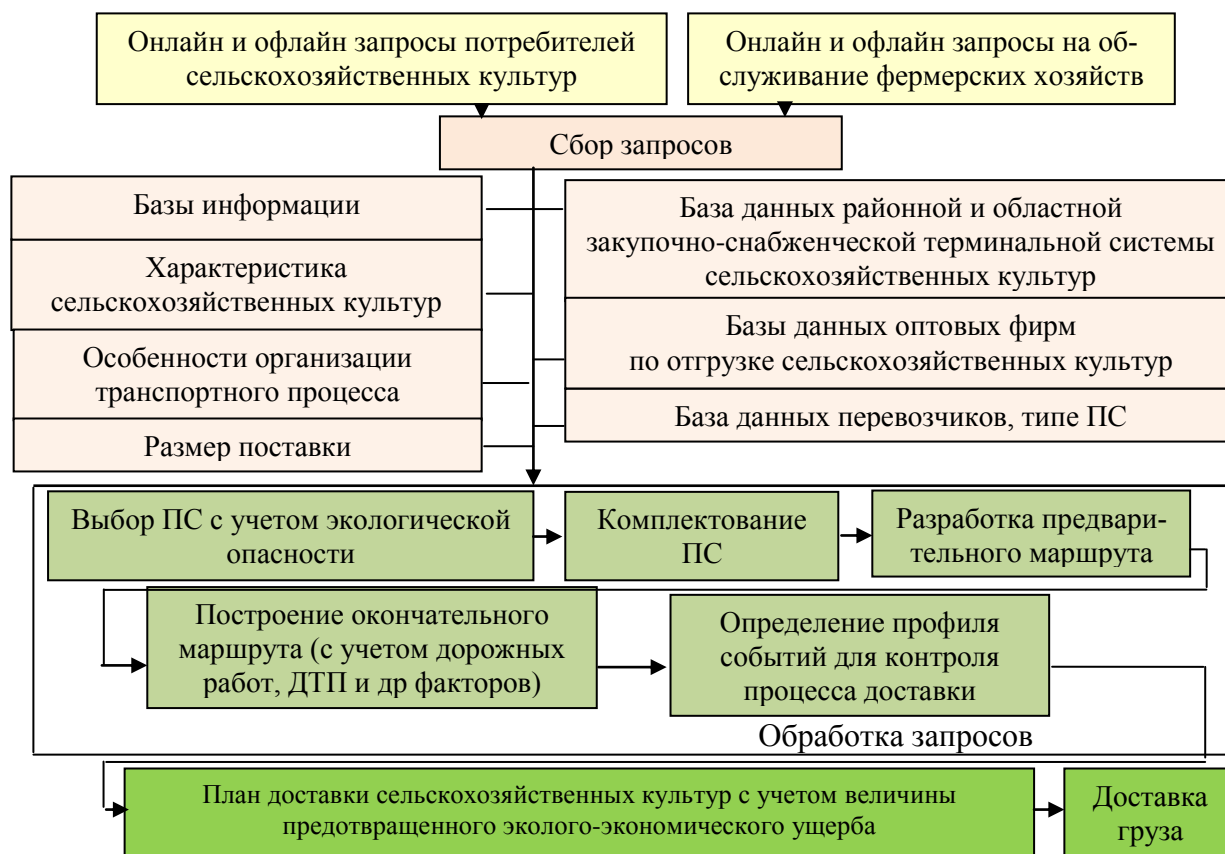 Онлайн и офлайн запросы потребителей
сельскохозяйственных культур
Онлайн и офлайн запросы на об-
служивание фермерских хозяйств
Сбор запросов
Базы информации
Характеристика
сельскохозяйственных культур
Особенности организации
транспортного процесса
Размер поставки
База данных районной и областной
закупочно-снабженческой терминальной системы
сельскохозяйственных культур
Базы данных оптовых фирм
по отгрузке сельскохозяйственных культур
База данных перевозчиков, типе ПС
Выбор ПС с учетом экологической
опасности
Комплектование
ПС
Разработка предвари-
тельного маршрута
Построение окончательного
маршрута (с учетом дорожных
работ, ДТП и др факторов)
Определение профиля
событий для контроля
процесса доставки
Обработка запросов
План доставки сельскохозяйственных культур с учетом величины
предотвращенного эколого-экономического ущерба
Доставка
груза